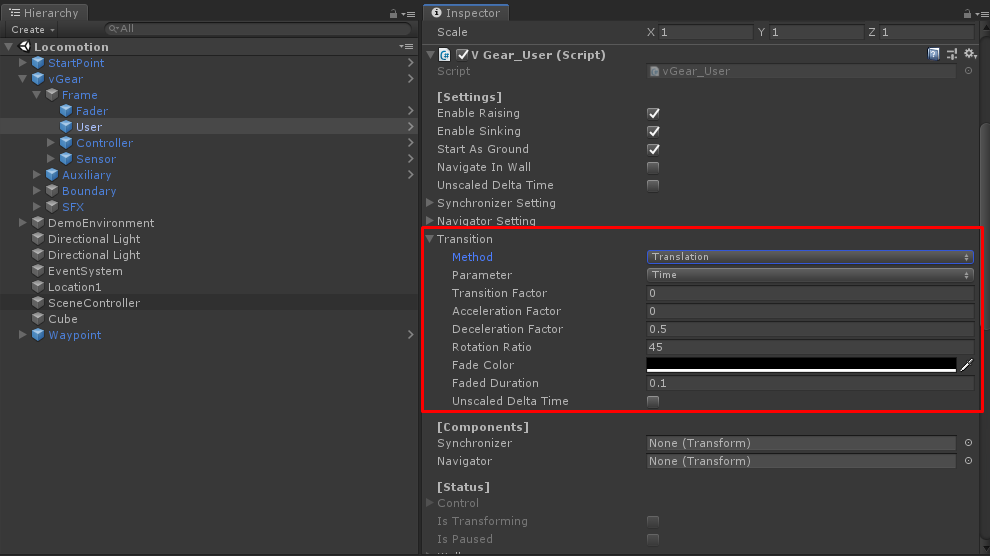 Hierarchy
Create
All
Locomotion
StartPoint
vGear
Frame
Fader
User
Controller
Sensor
Auxiliary
Boundary
SFX
DemoEnvironment
Directional Light
Directional Light
EventSystem
Location1
SceneController
Cube
Waypoint
Inspector
Scale X 1 Y 1 Z 1
V Gear_User (Script)
Script vGear_User
[Settings]
Enable Raising
Enable Sinking
Start As Ground
Navigate In Wall
Unscaled Delta Time
Synchronizer Setting
Navigator Setting
Transition
Method Translation
Parameter Time
Transition Factor 0
Acceleration Factor 0
Deceleration Factor 0.5
Rotation Ratio 45
Fade Color
Faded Duration 0.1
Unscaled Delta Time
[Components]
Synchronizer None (Transform)
Navigator None (Transform)
[Status]
Control
Is Transforming
Is Paused